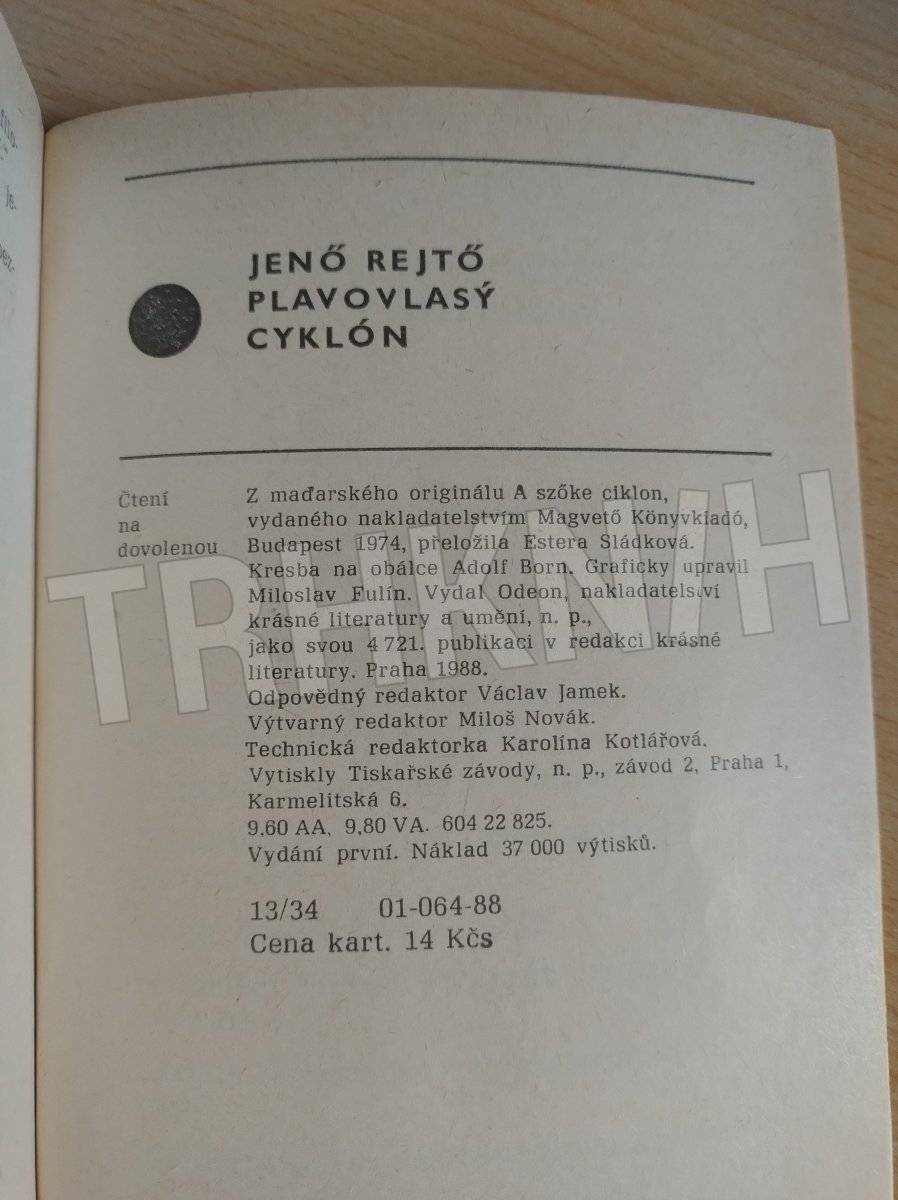 JENŐ REJTŐ
PLAVOVLASÝ
CYKLÓN
Čtení
na
dovolenou
Z maďarského originálu A szőke ciklon,
vydaného nakladatelstvím Magvető Könyvkiadó,
Budapest 1974, přeložila Estera Sládková.
Kresba na obálce Adolf Born. Graficky upravil
Miloslav Fulín. Vydal Odeon, nakladatelství
krásné literatury a umění, n. p.,
jako svou 4 721. publikaci v redakci krásné
literatury. Praha 1988.
Odpovědný redaktor Václav Jamek.
Výtvarný redaktor Miloš Novák.
Technická redaktorka Karolína Kotlářová.
Vytiskly Tiskařské závody, n. p., závod 2, Praha 1,
Karmelitská 6.
9,60 AA, 9,80 VA. 604 22 825.
Vydání první. Náklad 37 000 výtisků.
13/34 01-064-88
Cena kart. 14 Kčs